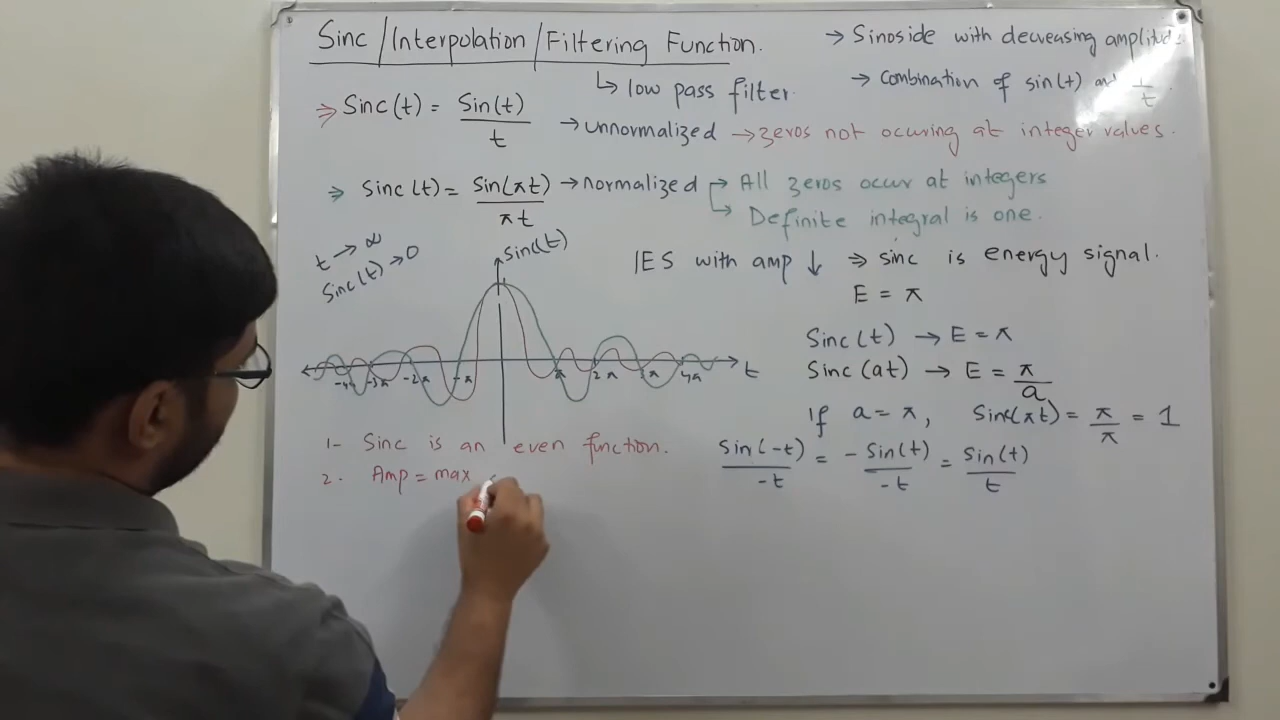 Sinc/Interpolation/Filtering Function.
↳ low pass filter.
→ Sinoside with decreasing amplitude.
→ Combination of sin(t) and 1/t.
⇒ Sinc(t) = Sin(t)/t → unnormalized → zeros not occuring at integer values.
⇒ Sinc(t) = Sin(πt)/πt → normalized → All zeros occur at integers
↳ Definite integral is one.
t → ∞
Sinc(t) → 0
sinc(t)
IES with amp ↓ ⇒ sinc is energy signal.
E = π
Sinc(t) → E = π
Sinc(at) → E = π/a
-4π -3π -2π -π π 2π 3π 4π t
If a = π, Sinc(πt) = π/π = 1
1- Sinc is an even function.
sin(-t)/-t = -Sin(t)/-t = Sin(t)/t
2. Amp = max